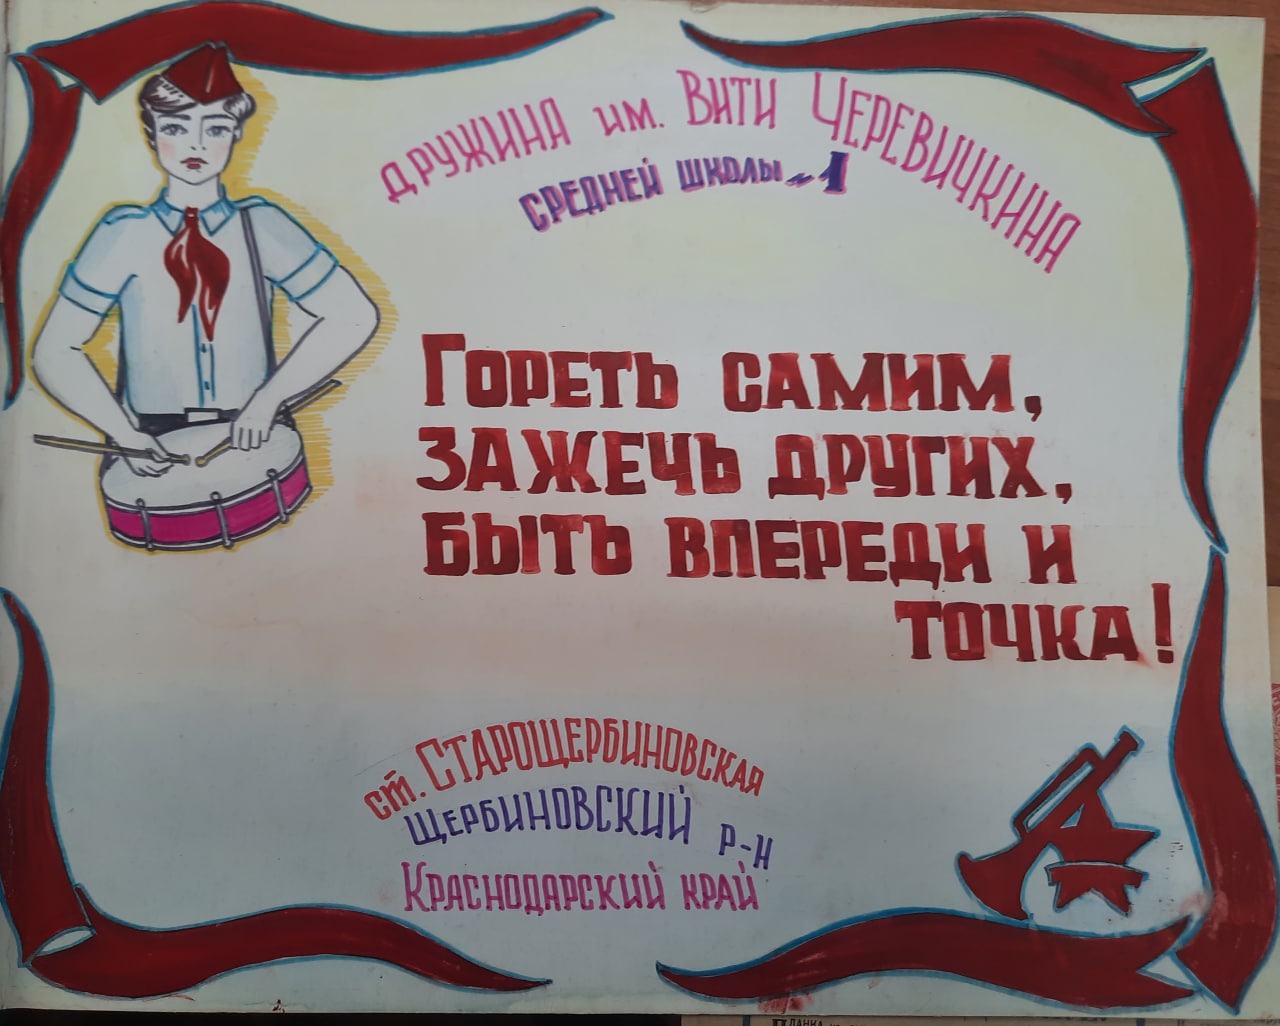 Дружина им. Вити Черевичкина
средней школы №1
Гореть самим,
зажечь других,
быть впереди и
точка!
ст. Старощербиновская
Щербиновский р-н
Краснодарский край